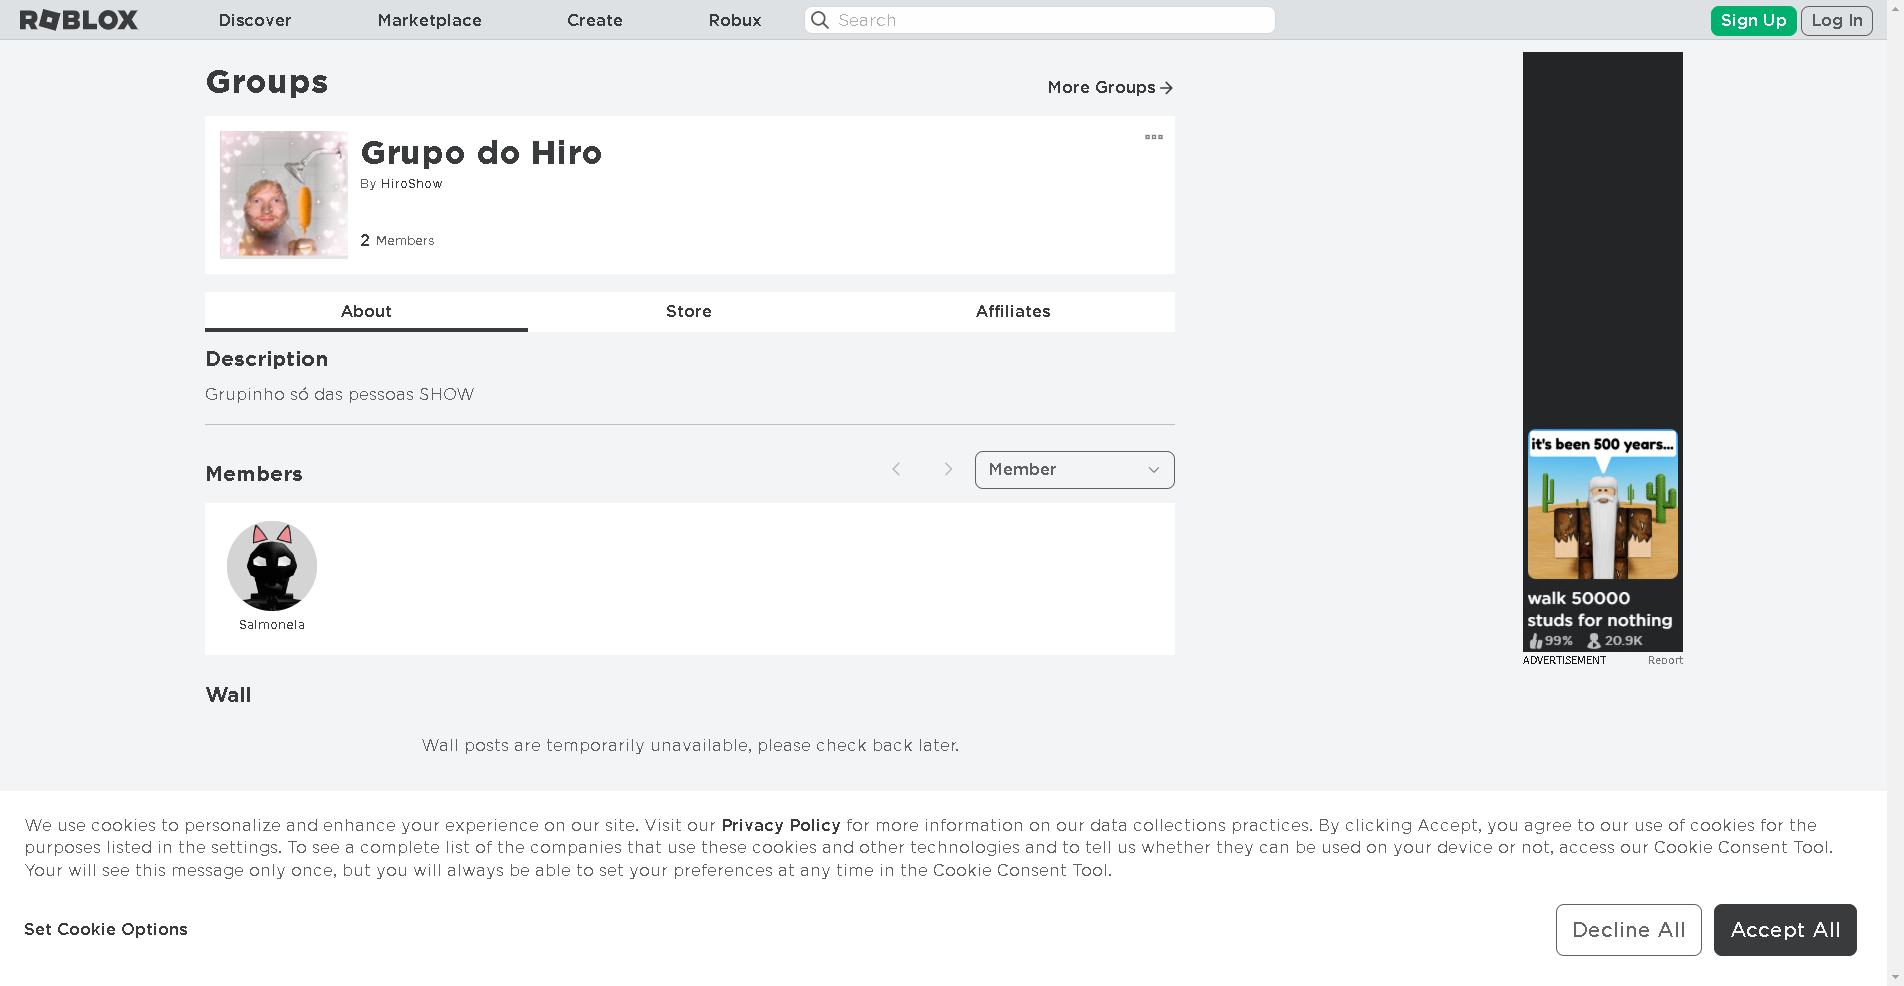 ROBLOX
Discover
Marketplace
Create
Robux
Search
Sign Up
Log In
Groups
More Groups
Grupo do Hiro
By HiroShow
2 Members
About
Store
Affiliates
Description
Grupinho só das pessoas SHOW
Members
Member
Salmonela
Wall
Wall posts are temporarily unavailable, please check back later.
it's been 500 years...
walk 50000
studs for nothing
99% 20.9K
ADVERTISEMENT
Report
We use cookies to personalize and enhance your experience on our site. Visit our Privacy Policy for more information on our data collections practices. By clicking Accept, you agree to our use of cookies for the
purposes listed in the settings. To see a complete list of the companies that use these cookies and other technologies and to tell us whether they can be used on your device or not, access our Cookie Consent Tool.
Your will see this message only once, but you will always be able to set your preferences at any time in the Cookie Consent Tool.
Set Cookie Options
Decline All
Accept All